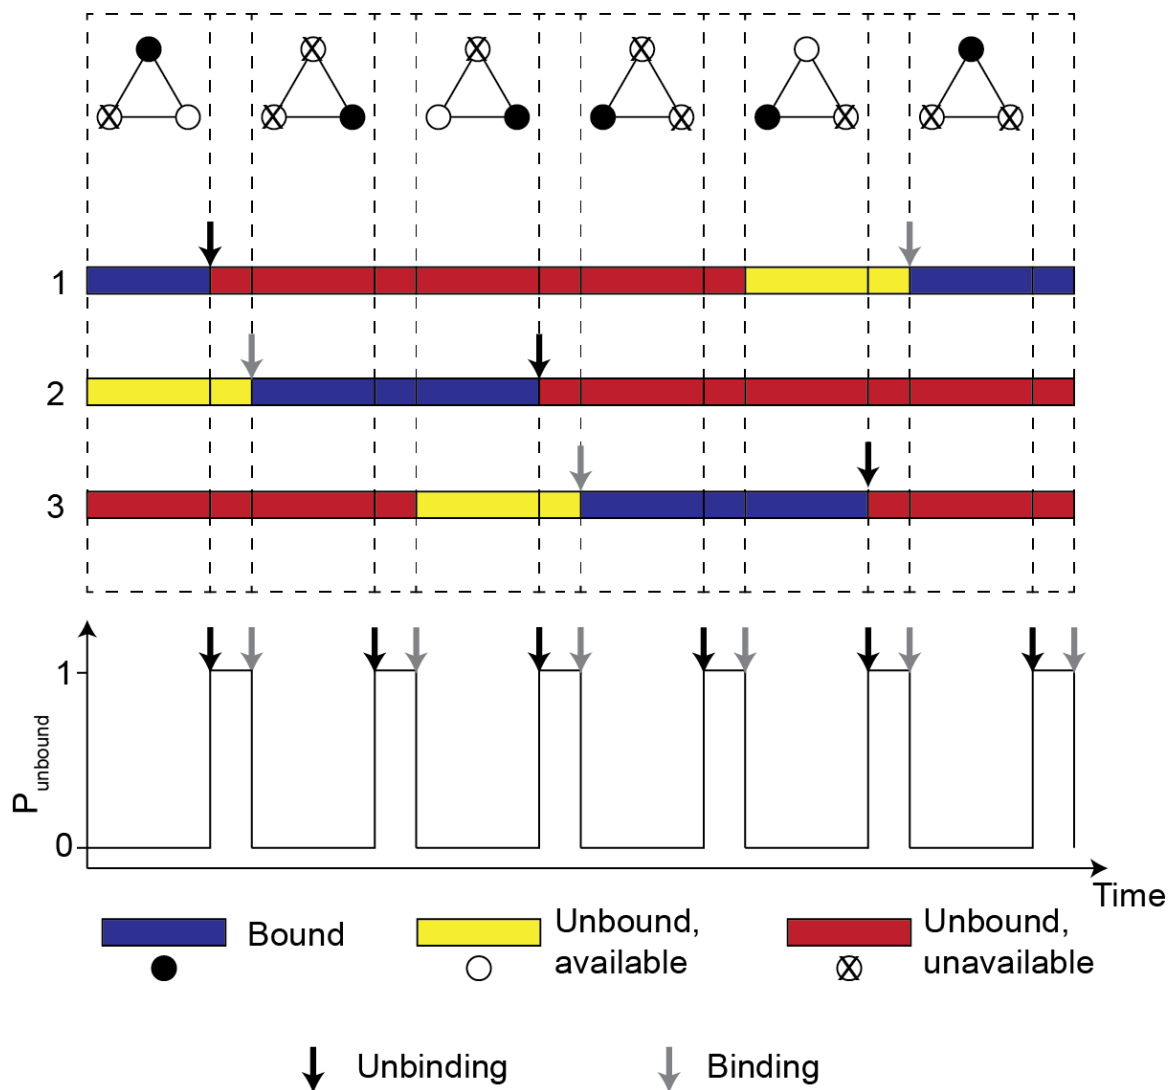 X
X
X
X
X
X
X
X
X
1
2
3
1
P unbound
0
Time
Bound
Unbound,
available
Unbound,
unavailable
X
Unbinding
Binding